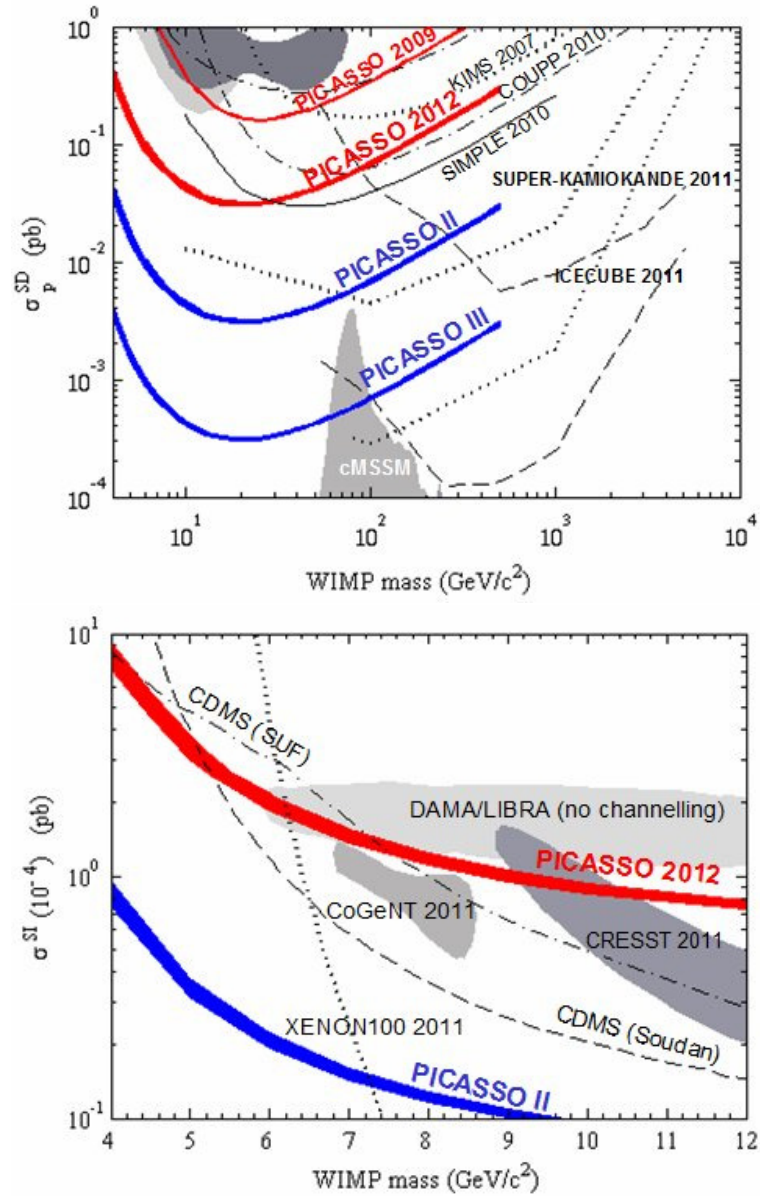 10^0
10^-1
10^-2
10^-3
10^-4
σ_p^SD (pb)
PICASSO 2009
KIMS 2007
COUPP 2010
PICASSO 2012
SIMPLE 2010
SUPER-KAMIOKANDE 2011
PICASSO II
ICECUBE 2011
PICASSO III
cMSSM
10^1 10^2 10^3 10^4
WIMP mass (GeV/c^2)
10^1
10^0
10^-1
σ^SI (10^-4) (pb)
CDMS (SUF)
DAMA/LIBRA (no channelling)
PICASSO 2012
CoGeNT 2011
CRESST 2011
XENON100 2011
CDMS (Soudan)
PICASSO II
4 5 6 7 8 9 10 11 12
WIMP mass (GeV/c^2)